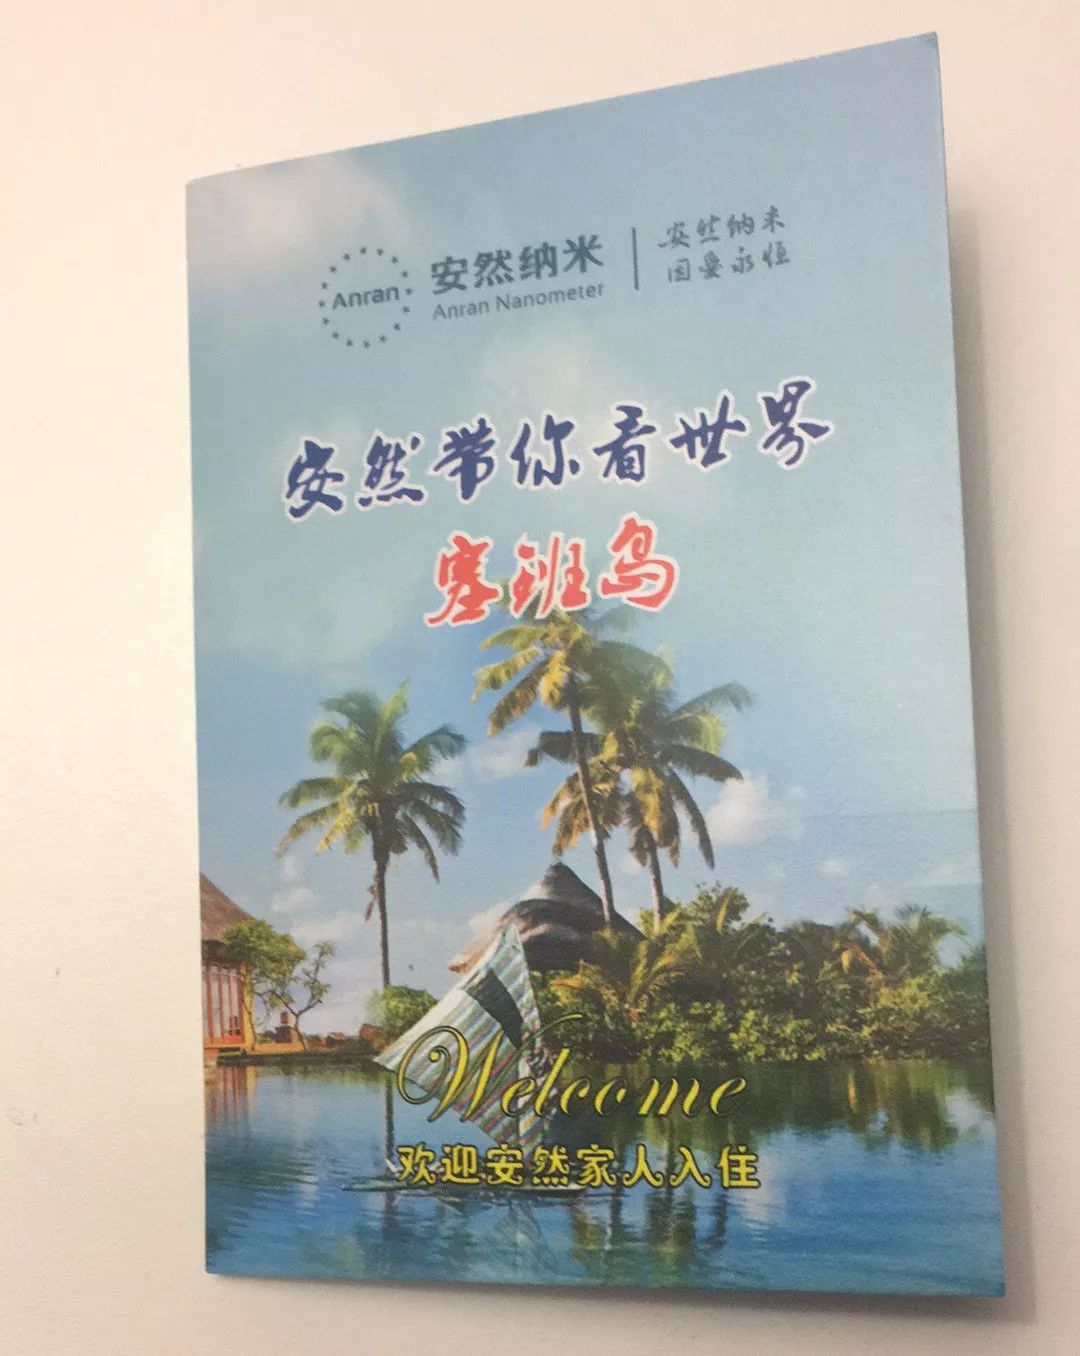 Anran
安然纳米
Anran Nanometer
安然纳米
因爱永恒
安然带你看世界
塞班岛
Welcome
欢迎安然家人入住